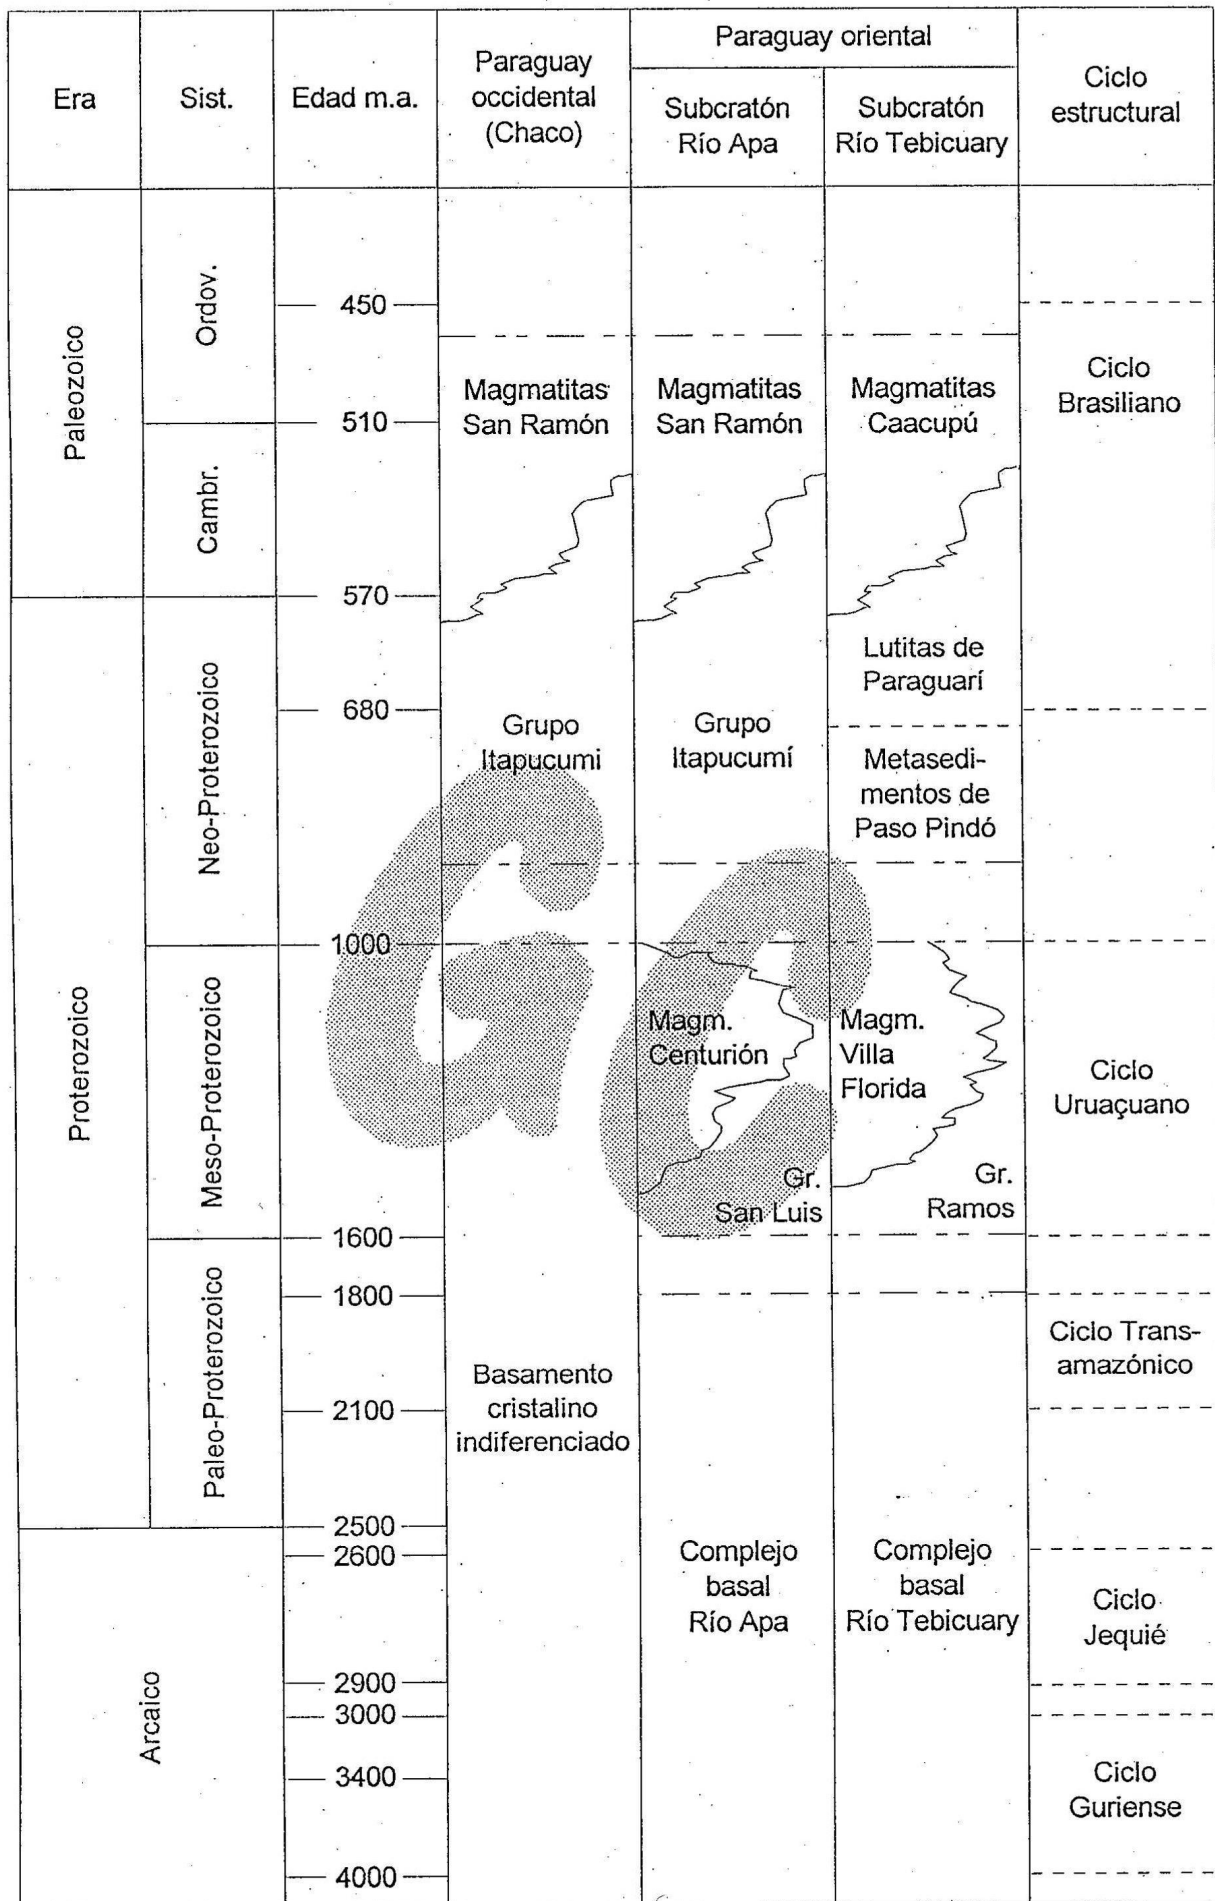 Era
Sist.
Edad m.a.
Paraguay
occidental
(Chaco)
Paraguay oriental
Subcratón
Río Apa
Subcratón
Río Tebicuary
Ciclo
estructural
Paleozoico
Ordov.
Cambr.
450
510
570
Magmatitas
San Ramón
Magmatitas
San Ramón
Magmatitas
Caacupú
Ciclo
Brasiliano
Proterozoico
Neo-Proterozoico
680
1000
Grupo
Itapucumi
Grupo
Itapucumí
Lutitas de
Paraguarí
Metasedi-
mentos de
Paso Pindó
Meso-Proterozoico
1600
Magm.
Centurión
Gr.
San Luis
Magm.
Villa
Florida
Gr.
Ramos
Ciclo
Uruaçuano
Paleo-Proterozoico
1800
2100
2500
Basamento
cristalino
indiferenciado
Ciclo Trans-
amazónico
Arcaico
2600
2900
3000
3400
4000
Complejo
basal
Río Apa
Complejo
basal
Río Tebicuary
Ciclo
Jequié
Ciclo
Guriense